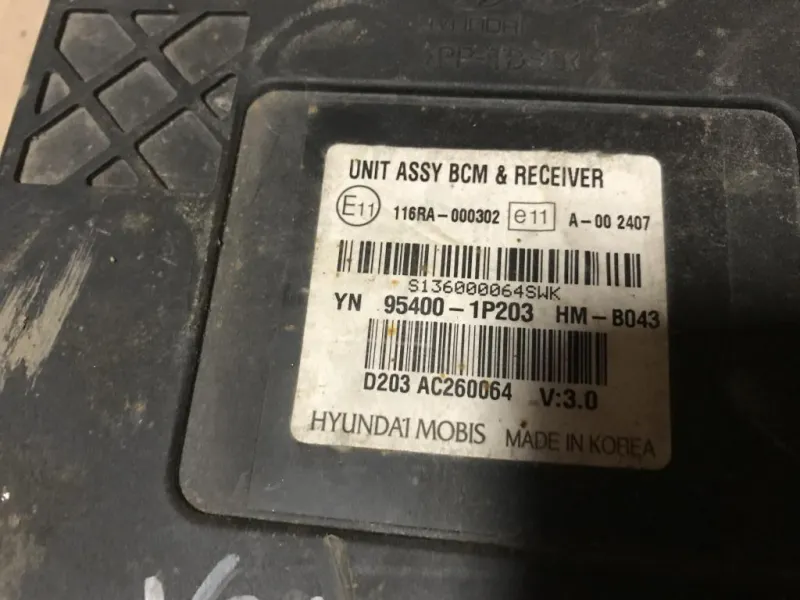 UNIT ASSY BCM & RECEIVER
E11 116RA-000302 e11 A-00 2407
S136000064SWK
YN 95400-1P203 HM-B043
D203 AC260064 V:3.0
HYUNDAI MOBIS MADE IN KOREA